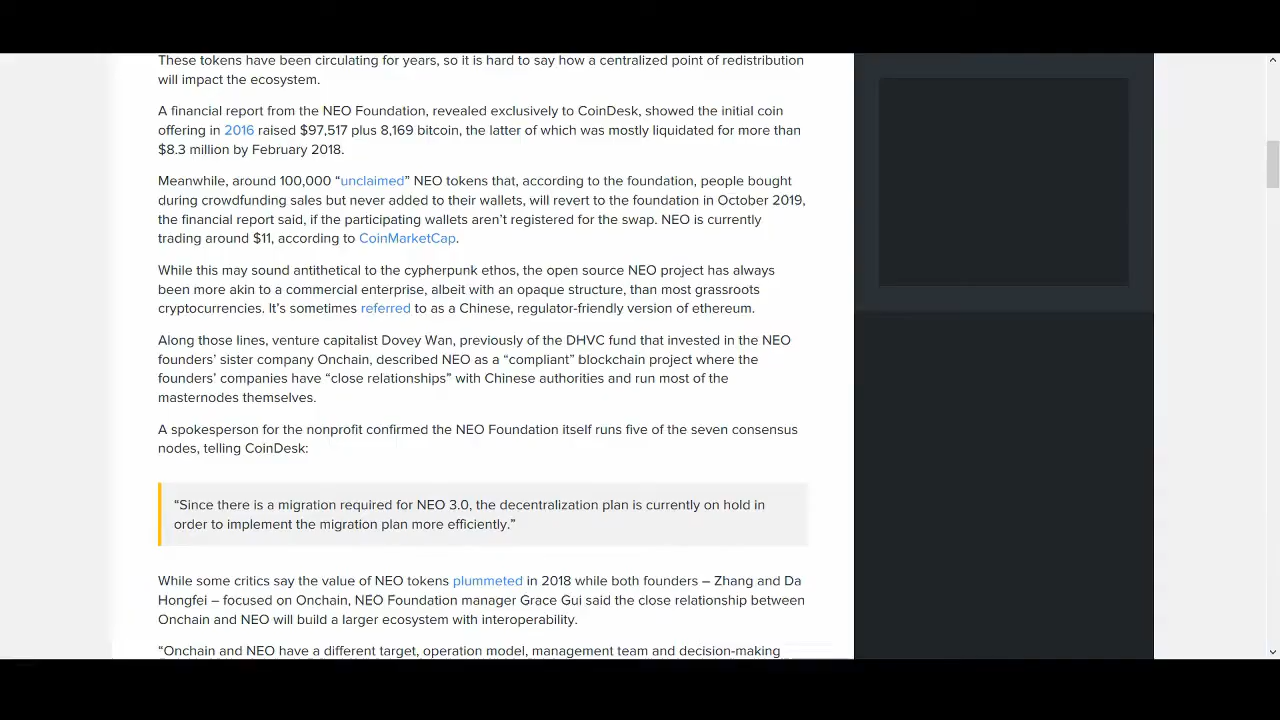 These tokens have been circulating for years, so it is hard to say how a centralized point of redistribution
will impact the ecosystem.
A financial report from the NEO Foundation, revealed exclusively to CoinDesk, showed the initial coin
offering in 2016 raised $97,517 plus 8,169 bitcoin, the latter of which was mostly liquidated for more than
$8.3 million by February 2018.
Meanwhile, around 100,000 “unclaimed” NEO tokens that, according to the foundation, people bought
during crowdfunding sales but never added to their wallets, will revert to the foundation in October 2019,
the financial report said, if the participating wallets aren’t registered for the swap. NEO is currently
trading around $11, according to CoinMarketCap.
While this may sound antithetical to the cypherpunk ethos, the open source NEO project has always
been more akin to a commercial enterprise, albeit with an opaque structure, than most grassroots
cryptocurrencies. It’s sometimes referred to as a Chinese, regulator-friendly version of ethereum.
Along those lines, venture capitalist Dovey Wan, previously of the DHVC fund that invested in the NEO
founders’ sister company Onchain, described NEO as a “compliant” blockchain project where the
founders’ companies have “close relationships” with Chinese authorities and run most of the
masternodes themselves.
A spokesperson for the nonprofit confirmed the NEO Foundation itself runs five of the seven consensus
nodes, telling CoinDesk:
“Since there is a migration required for NEO 3.0, the decentralization plan is currently on hold in
order to implement the migration plan more efficiently.”
While some critics say the value of NEO tokens plummeted in 2018 while both founders – Zhang and Da
Hongfei – focused on Onchain, NEO Foundation manager Grace Gui said the close relationship between
Onchain and NEO will build a larger ecosystem with interoperability.
“Onchain and NEO have a different target, operation model, management team and decision-making